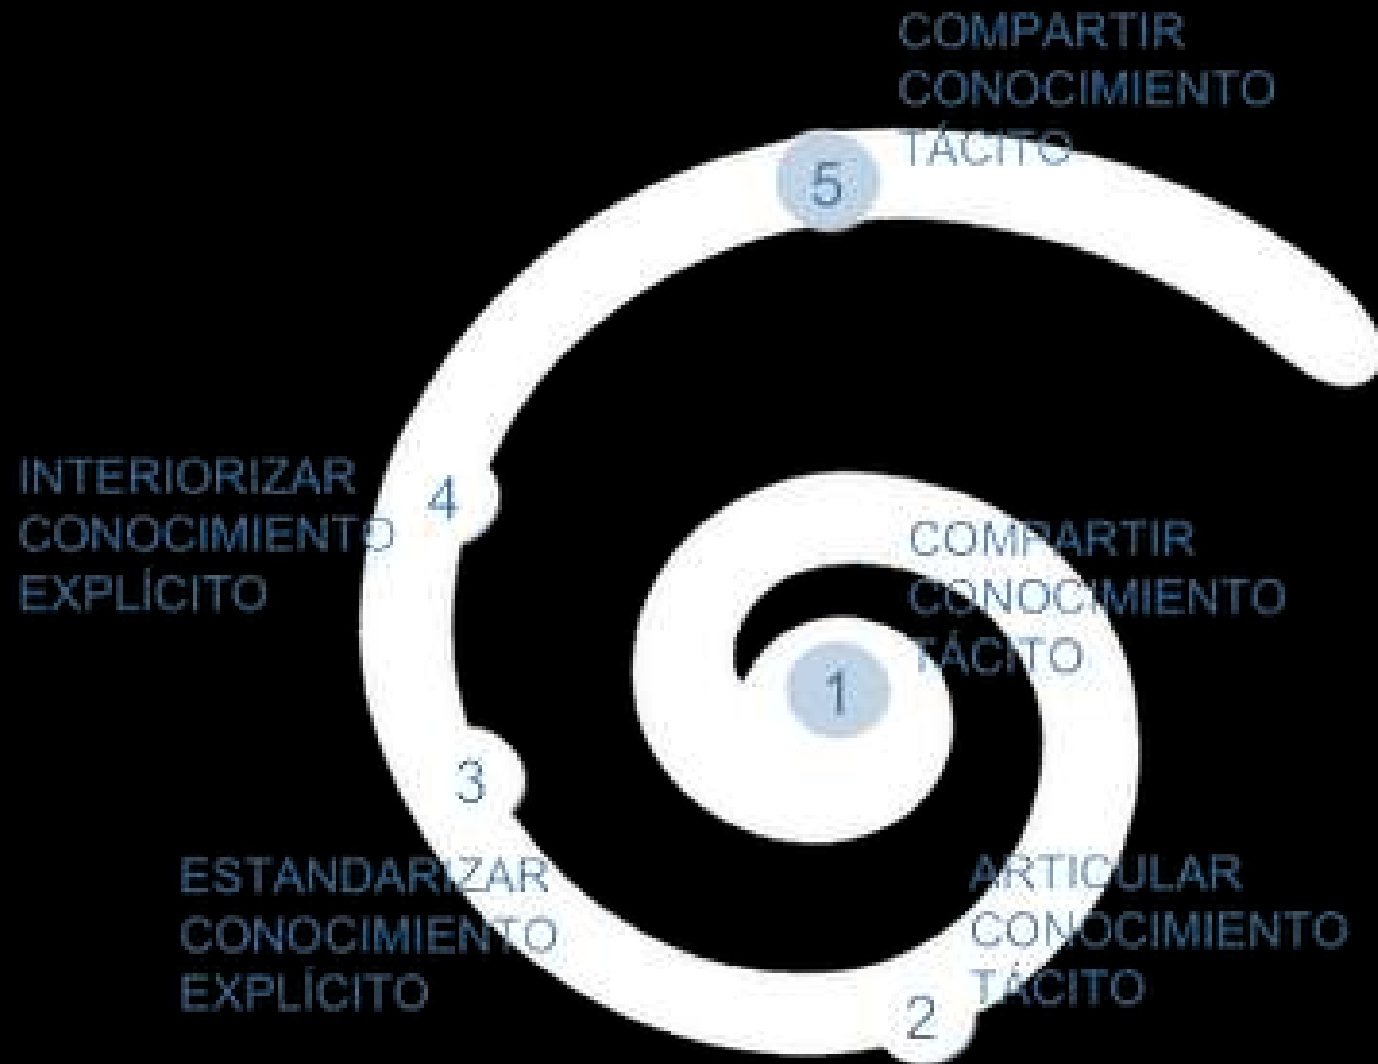 COMPARTIR
CONOCIMIENTO
TÁCITO
5
INTERIORIZAR
CONOCIMIENTO
EXPLÍCITO
4
COMPARTIR
CONOCIMIENTO
TÁCITO
1
3
ESTANDARIZAR
CONOCIMIENTO
EXPLÍCITO
ARTICULAR
CONOCIMIENTO
TÁCITO
2